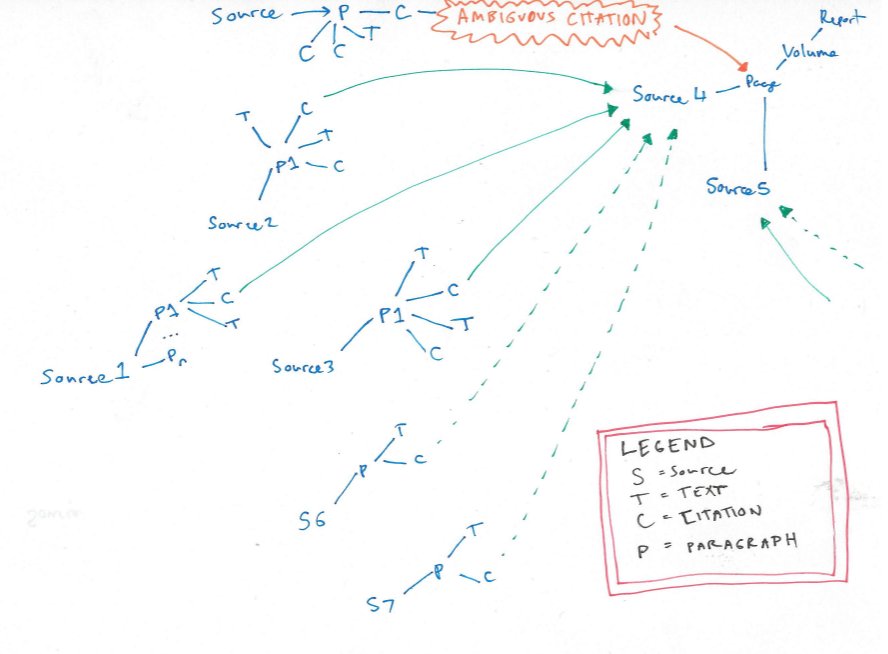 Source P C AMBIGUOUS CITATION
C C T
Report
Volume
Page
Source 4
T C
T
P1 C
Source 2
Source 5
T
P1 C
T
...
Pn
Source 1
T
C
P1 T
C
Source 3
T
P C
S6
T
P C
S7
LEGEND
S = Source
T = TEXT
C = CITATION
P = PARAGRAPH